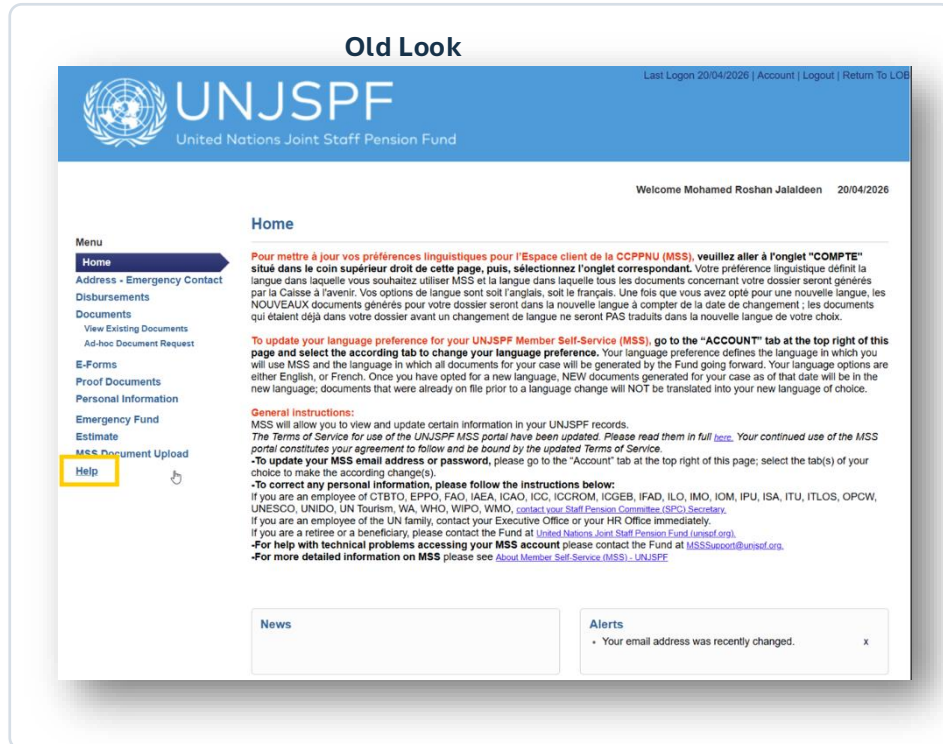 Old Look
Last Logon 20/04/2026 | Account | Logout | Return To LOB
UNJSPF
United Nations Joint Staff Pension Fund
Welcome Mohamed Roshan Jalaldeen 20/04/2026
Menu
Home
Address - Emergency Contact
Disbursements
Documents
View Existing Documents
Ad-hoc Document Request
E-Forms
Proof Documents
Personal Information
Emergency Fund
Estimate
MSS Document Upload
Help
Home
Pour mettre à jour vos préférences linguistiques pour l'Espace client de la CCPPNU (MSS), veuillez aller à l'onglet "COMPTE"
situé dans le coin supérieur droit de cette page, puis, sélectionnez l'onglet correspondant. Votre préférence linguistique définit la
langue dans laquelle vous souhaitez utiliser MSS et la langue dans laquelle tous les documents concernant votre dossier seront générés
par la Caisse à l'avenir. Vos options de langue sont soit l'anglais, soit le français. Une fois que vous avez opté pour une nouvelle langue, les
NOUVEAUX documents générés pour votre dossier seront dans la nouvelle langue à compter de la date de changement ; les documents
qui étaient déjà dans votre dossier avant un changement de langue ne seront PAS traduits dans la nouvelle langue de votre choix.
To update your language preference for your UNJSPF Member Self-Service (MSS), go to the “ACCOUNT” tab at the top right of this
page and select the according tab to change your language preference. Your language preference defines the language in which you
will use MSS and the language in which all documents for your case will be generated by the Fund going forward. Your language options are
either English, or French. Once you have opted for a new language, NEW documents generated for your case as of that date will be in the
new language; documents that were already on file prior to a language change will NOT be translated into your new language of choice.
General instructions:
MSS will allow you to view and update certain information in your UNJSPF records.
The Terms of Service for use of the UNJSPF MSS portal have been updated. Please read them in full here. Your continued use of the MSS
portal constitutes your agreement to follow and be bound by the updated Terms of Service.
-To update your MSS email address or password, please go to the “Account” tab at the top right of this page; select the tab(s) of your
choice to make the according change(s).
-To correct any personal information, please follow the instructions below:
If you are an employee of CTBTO, EPPO, FAO, IAEA, ICAO, ICC, ICCROM, ICGEB, IFAD, ILO, IMO, IOM, IPU, ISA, ITU, ITLOS, OPCW,
UNESCO, UNIDO, UN Tourism, WA, WHO, WIPO, WMO, contact your Staff Pension Committee (SPC) Secretary.
If you are an employee of the UN family, contact your Executive Office or your HR Office immediately.
If you are a retiree or a beneficiary, please contact the Fund at United Nations Joint Staff Pension Fund (unjspf.org).
-For help with technical problems accessing your MSS account please contact the Fund at MSSSupport@unjspf.org.
-For more detailed information on MSS please see About Member Self-Service (MSS) - UNJSPF
News
Alerts
• Your email address was recently changed. x